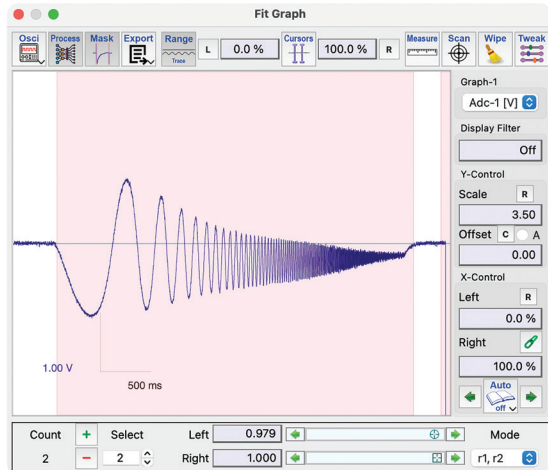 Fit Graph
Osci Process Mask Export Range Trace L 0.0 % Cursors 100.0 % R Measure Scan Wipe Tweak
Graph-1
Adc-1 [V]
Display Filter
Off
Y-Control
Scale R
3.50
Offset C A
0.00
X-Control
Left R
0.0 %
Right
100.0 %
Auto
off
1.00 V
500 ms
Count + Select Left 0.979 Mode
2 − 2 Right 1.000 r1, r2